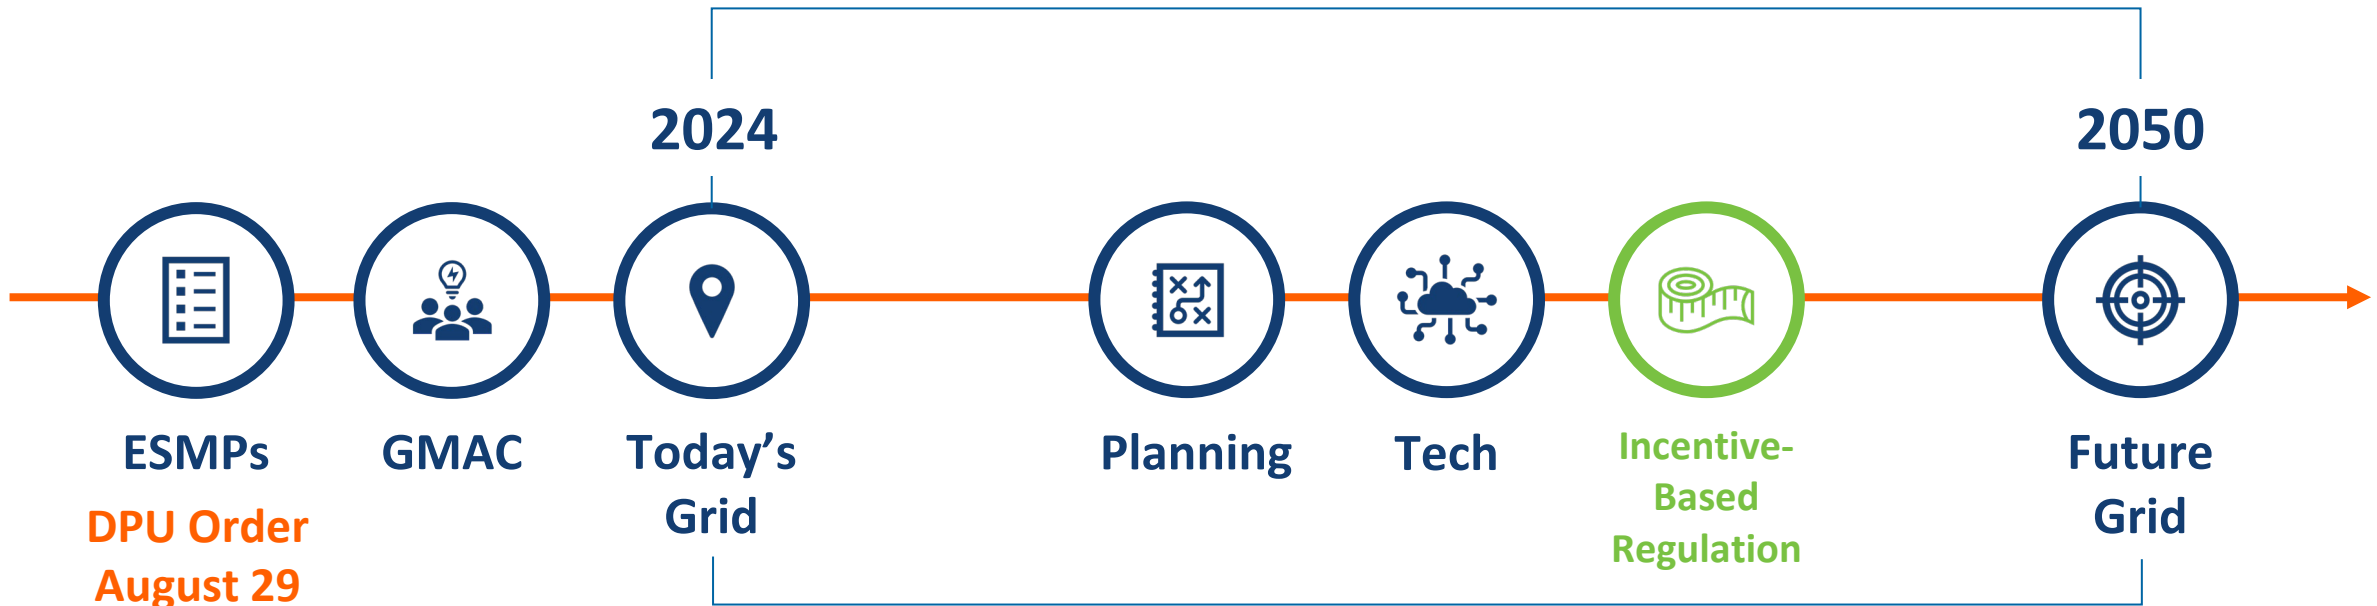 2024
2050
ESMPs
DPU Order
August 29
GMAC
Today’s
Grid
Planning
Tech
Incentive-
Based
Regulation
Future
Grid